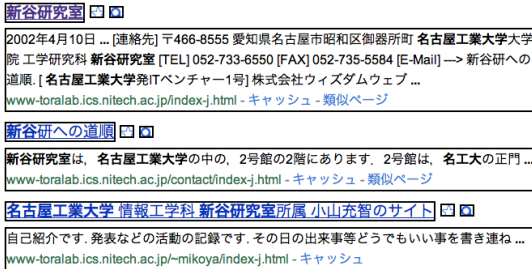 新谷研究室
2002年4月10日 ... [連絡先] 〒466-8555 愛知県名古屋市昭和区御器所町 名古屋工業大学大学
院 工学研究科 新谷研究室 [TEL] 052-733-6550 [FAX] 052-735-5584 [E-Mail] ---> 新谷研への
道順. [ 名古屋工業大学発ITベンチャー1号] 株式会社ウィズダムウェブ ...
www-toralab.ics.nitech.ac.jp/index-j.html - キャッシュ - 類似ページ
新谷研への道順
新谷研究室は，名古屋工業大学の中の，2号館の2階にあります．2号館は，名工大の正門 ...
www-toralab.ics.nitech.ac.jp/contact/index-j.html - キャッシュ - 類似ページ
名古屋工業大学 情報工学科 新谷研究室所属 小山充智のサイト
自己紹介です. 発表などの活動の記録です. その日の出来事等どうでもいい事を書き連ね ...
www-toralab.ics.nitech.ac.jp/~mikoya/index-j.html - キャッシュ